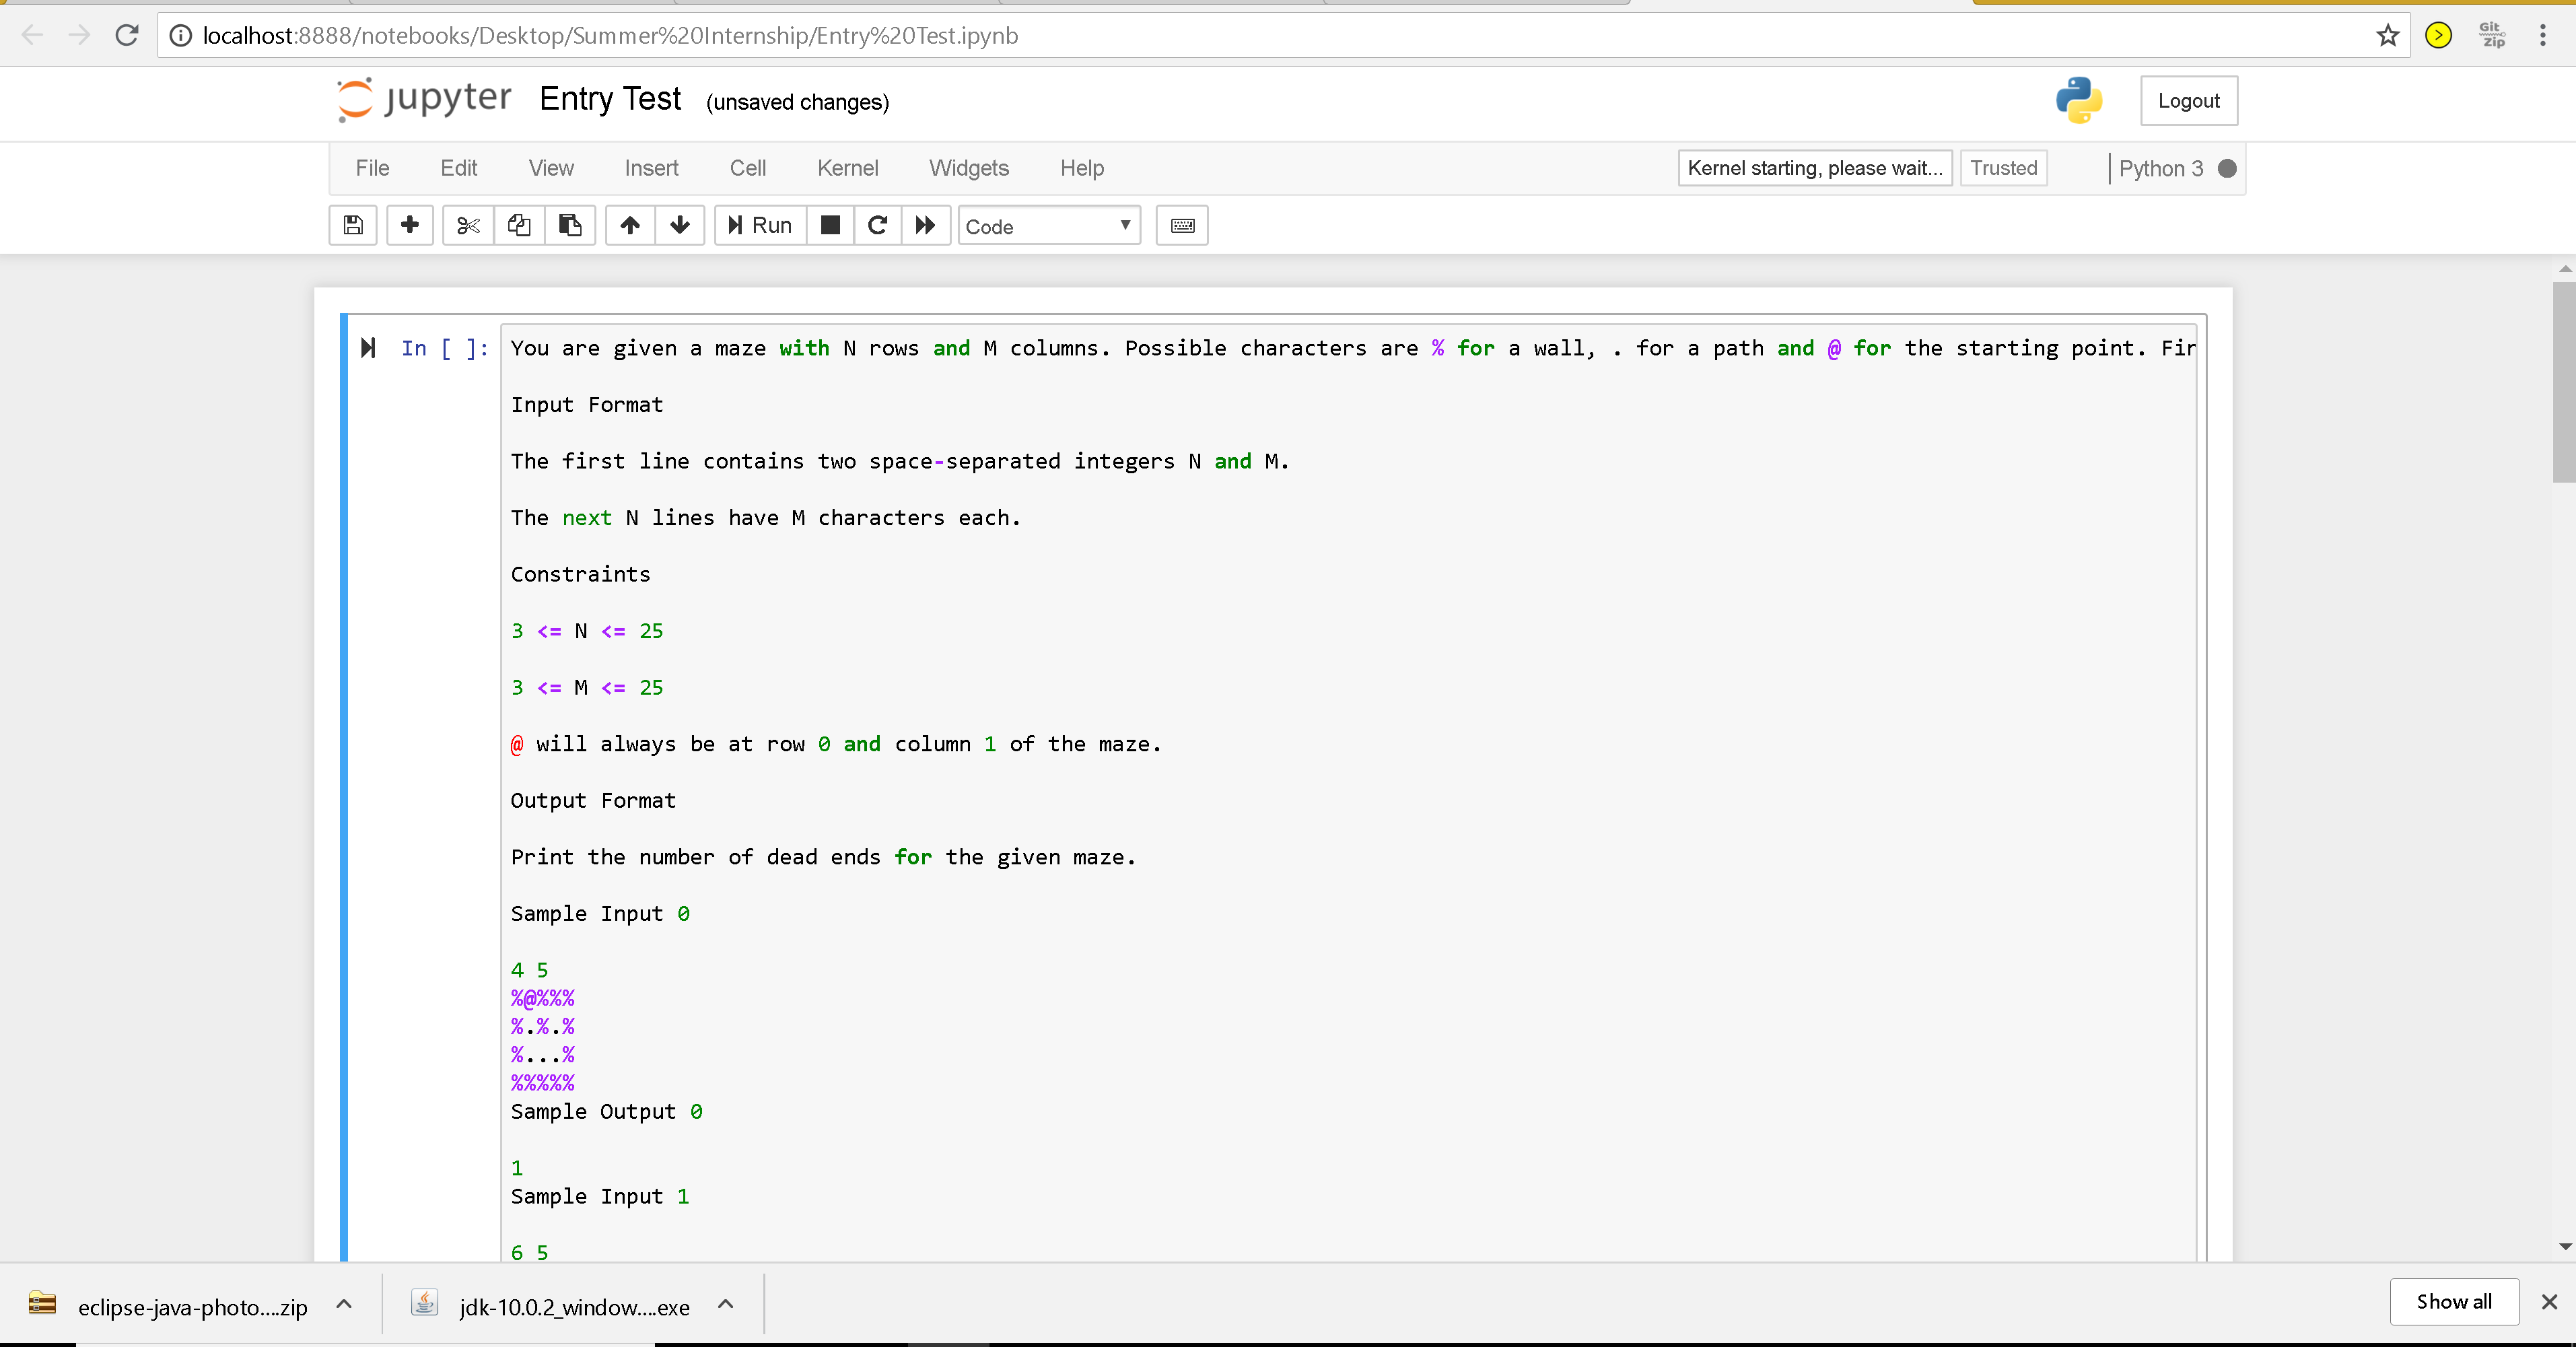 localhost:8888/notebooks/Desktop/Summer%20Internship/Entry%20Test.ipynb
Git Zip
jupyter Entry Test (unsaved changes)
Logout
File Edit View Insert Cell Kernel Widgets Help
Kernel starting, please wait... Trusted Python 3
Run Code
In [ ]: You are given a maze with N rows and M columns. Possible characters are % for a wall, . for a path and @ for the starting point. Fir
Input Format
The first line contains two space-separated integers N and M.
The next N lines have M characters each.
Constraints
3 <= N <= 25
3 <= M <= 25
@ will always be at row 0 and column 1 of the maze.
Output Format
Print the number of dead ends for the given maze.
Sample Input 0
4 5
%@%%%
%.%.%
%...%
%%%%%
Sample Output 0
1
Sample Input 1
6 5
eclipse-java-photo....zip
jdk-10.0.2_window....exe
Show all